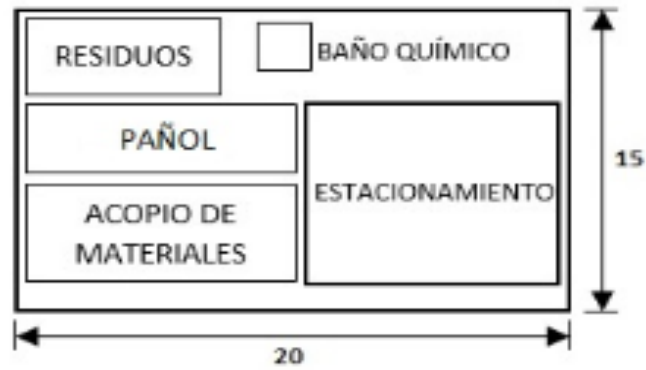 RESIDUOS
BAÑO QUÍMICO
PAÑOL
15
ESTACIONAMIENTO
ACOPIO DE
MATERIALES
20